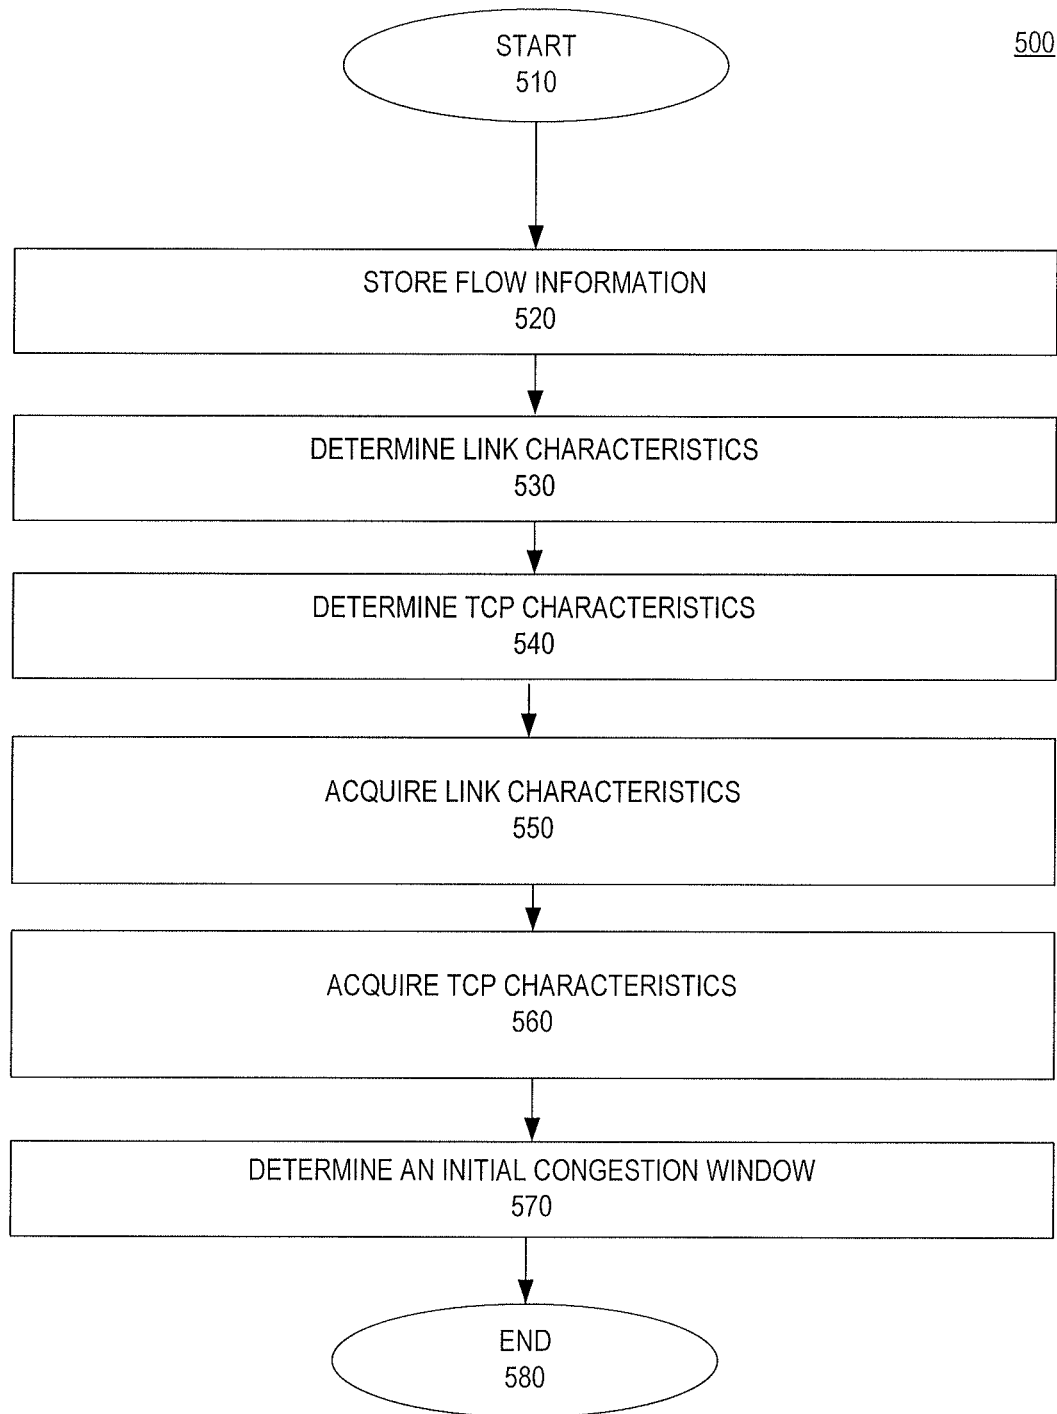 START
510
500
STORE FLOW INFORMATION
520
DETERMINE LINK CHARACTERISTICS
530
DETERMINE TCP CHARACTERISTICS
540
ACQUIRE LINK CHARACTERISTICS
550
ACQUIRE TCP CHARACTERISTICS
560
DETERMINE AN INITIAL CONGESTION WINDOW
570
END
580